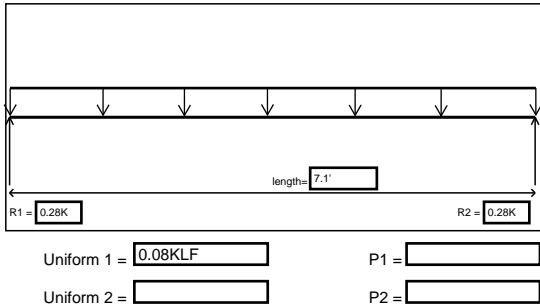 length= 7.1'
R1 = 0.28K R2 = 0.28K
Uniform 1 = 0.08KLF P1 =
Uniform 2 = P2 =